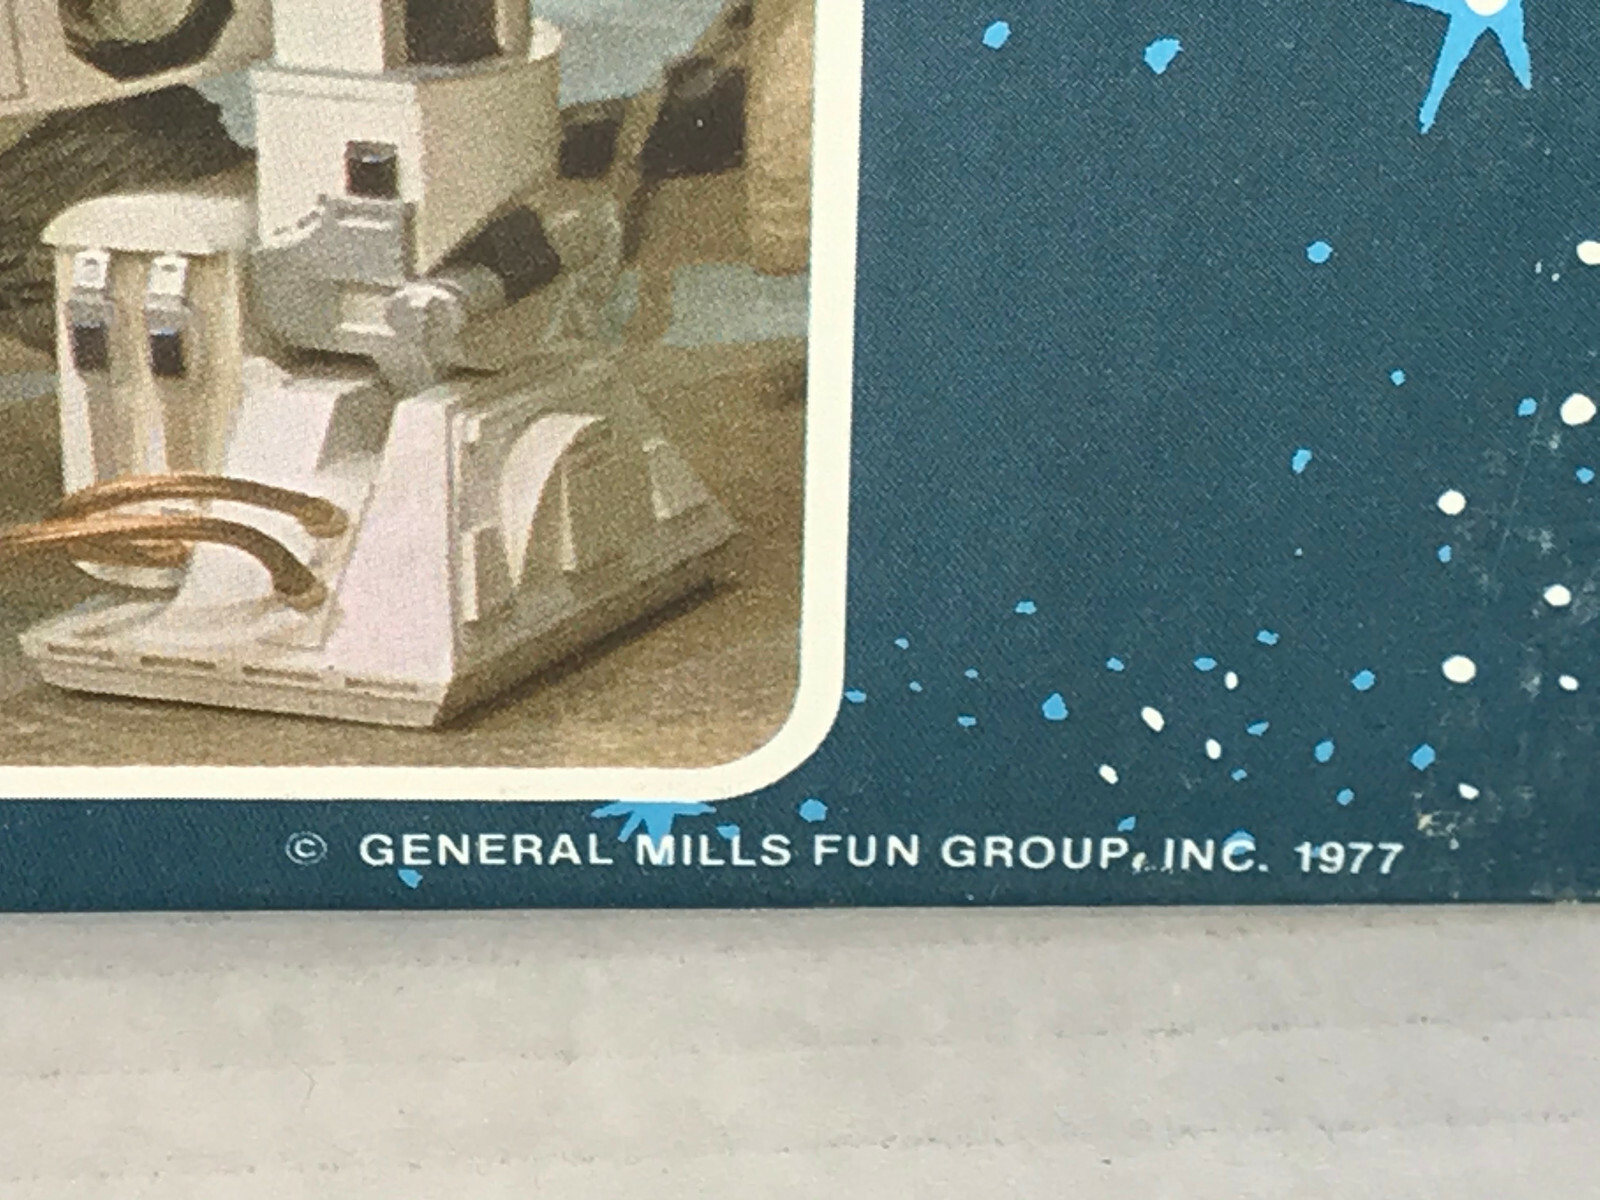 © GENERAL MILLS FUN GROUP, INC. 1977